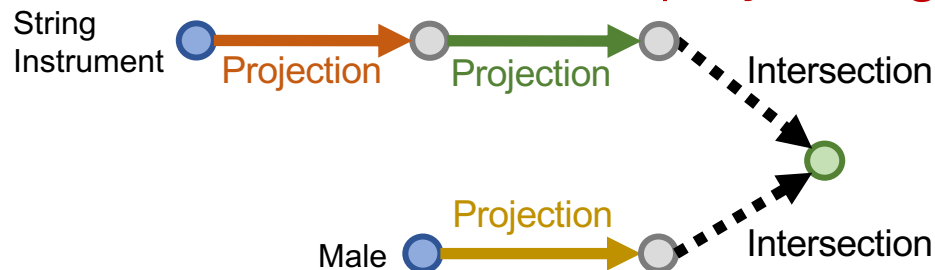 String
Instrument
Projection
Projection
Intersection
Projection
Male
Intersection